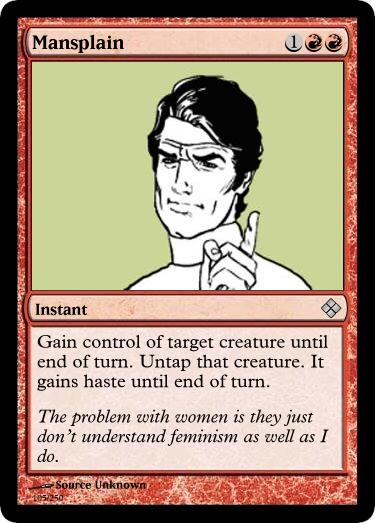 Mansplain 1
Instant
Gain control of target creature until
end of turn. Untap that creature. It
gains haste until end of turn.
The problem with women is they just
don't understand feminism as well as I
do.
Source Unknown
105/250